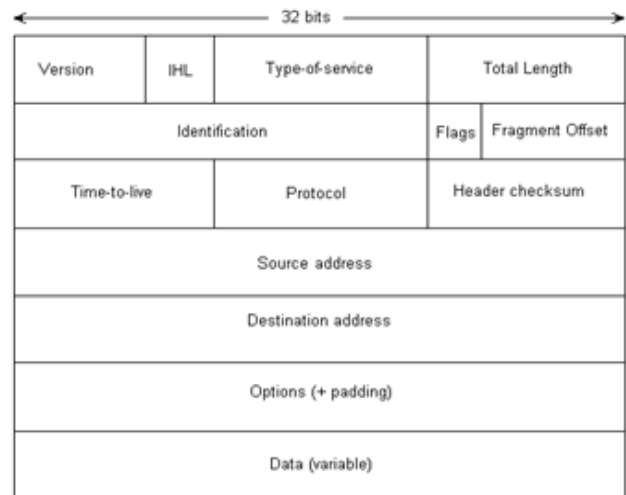 32 bits
Version IHL Type-of-service Total Length
Identification Flags Fragment Offset
Time-to-live Protocol Header checksum
Source address
Destination address
Options (+ padding)
Data (variable)